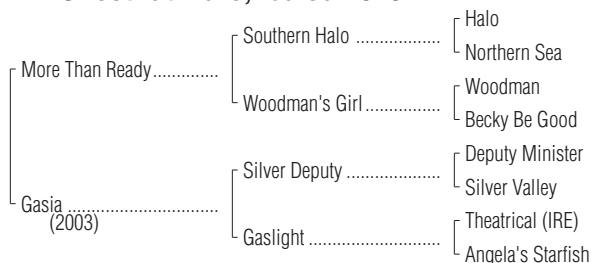 Halo
Southern Halo ....................
Northern Sea
More Than Ready ...............
Woodman
Woodman's Girl ..................
Becky Be Good
Deputy Minister
Silver Deputy ......................
Silver Valley
Gasia ...................................
(2003)
Theatrical (IRE)
Gaslight ..............................
Angela's Starfish